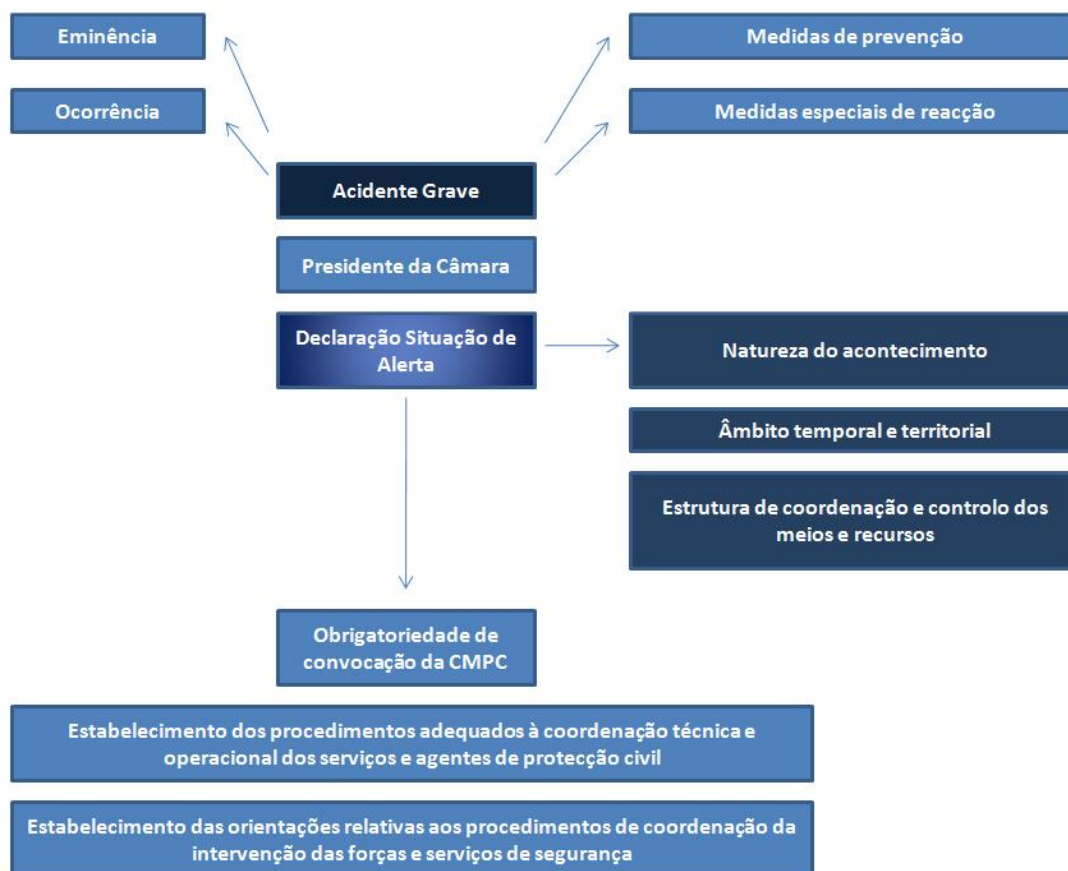 Eminência
Medidas de prevenção
Ocorrência
Medidas especiais de reacção
Acidente Grave
Presidente da Câmara
Declaração Situação de
Alerta
Natureza do acontecimento
Âmbito temporal e territorial
Estrutura de coordenação e controlo dos
meios e recursos
Obrigatoriedade de
convocação da CMPC
Estabelecimento dos procedimentos adequados à coordenação técnica e
operacional dos serviços e agentes de protecção civil
Estabelecimento das orientações relativas aos procedimentos de coordenação da
intervenção das forças e serviços de segurança